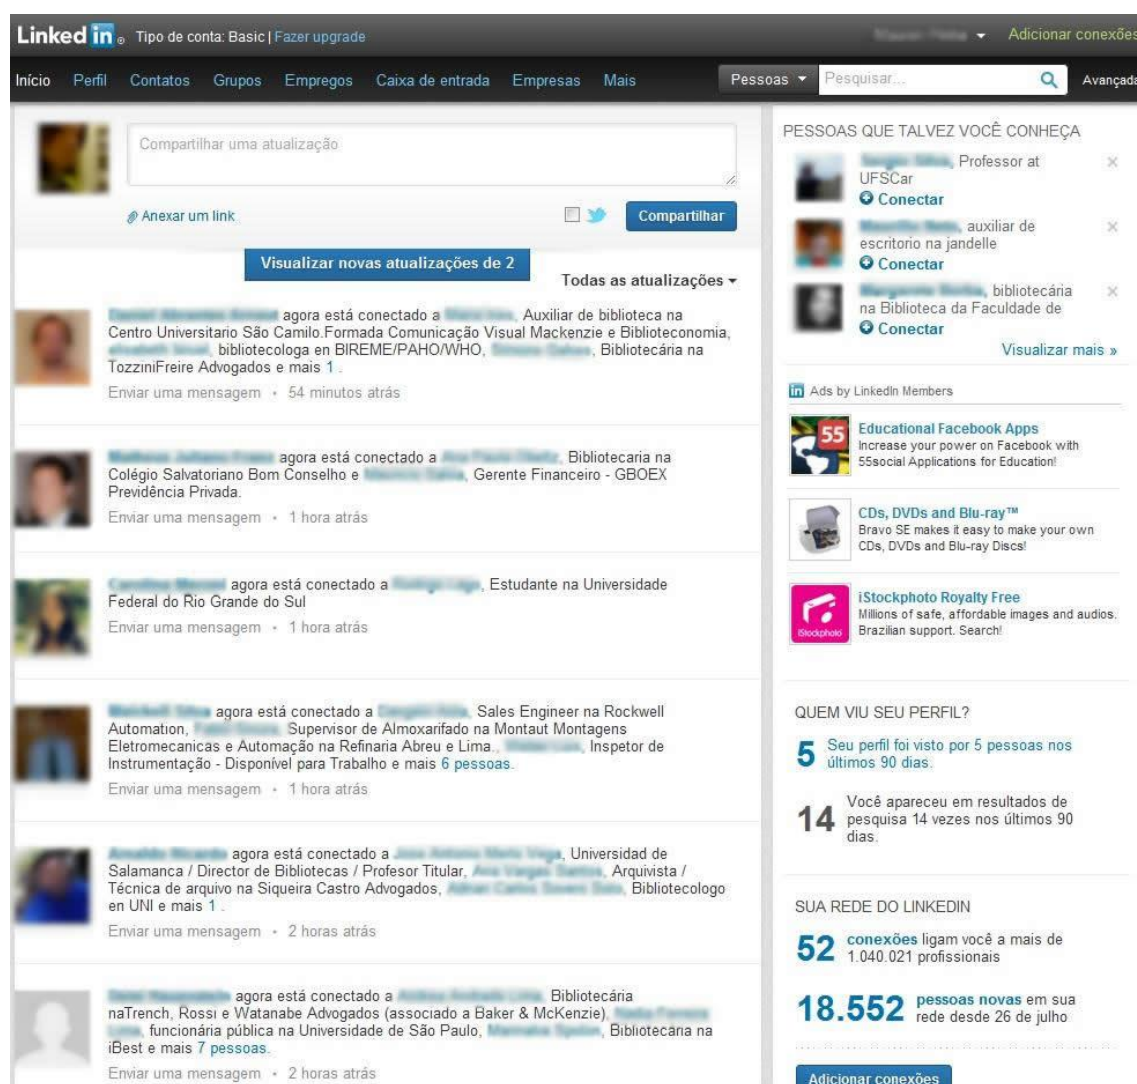 Linked in® Tipo de conta: Basic | Fazer upgrade
Adicionar conexões
Início Perfil Contatos Grupos Empregos Caixa de entrada Empresas Mais
Pessoas Pesquisar... Avançada
Compartilhar uma atualização
Anexar um link
Compartilhar
Visualizar novas atualizações de 2
Todas as atualizações
agora está conectado a , Auxiliar de biblioteca na
Centro Universitario São Camilo.Formada Comunicação Visual Mackenzie e Biblioteconomia,
, bibliotecologa en BIREME/PAHO/WHO, , Bibliotecária na
TozziniFreire Advogados e mais 1 .
Enviar uma mensagem • 54 minutos atrás
agora está conectado a , Bibliotecaria na
Colégio Salvatoriano Bom Conselho e , Gerente Financeiro - GBOEX
Previdência Privada.
Enviar uma mensagem • 1 hora atrás
agora está conectado a , Estudante na Universidade
Federal do Rio Grande do Sul
Enviar uma mensagem • 1 hora atrás
agora está conectado a , Sales Engineer na Rockwell
Automation, , Supervisor de Almoxarifado na Montaut Montagens
Eletromecanicas e Automação na Refinaria Abreu e Lima., , Inspetor de
Instrumentação - Disponível para Trabalho e mais 6 pessoas.
Enviar uma mensagem • 1 hora atrás
agora está conectado a , Universidad de
Salamanca / Director de Bibliotecas / Profesor Titular, , Arquivista /
Técnica de arquivo na Siqueira Castro Advogados, , Bibliotecologo
en UNI e mais 1 .
Enviar uma mensagem • 2 horas atrás
agora está conectado a , Bibliotecária
naTrench, Rossi e Watanabe Advogados (associado a Baker & McKenzie),
, funcionária pública na Universidade de São Paulo, , Bibliotecária na
iBest e mais 7 pessoas.
Enviar uma mensagem • 2 horas atrás
PESSOAS QUE TALVEZ VOCÊ CONHEÇA
, Professor at
UFSCar
Conectar
, auxiliar de
escritorio na jandelle
Conectar
, bibliotecária
na Biblioteca da Faculdade de
Conectar
Visualizar mais »
in Ads by LinkedIn Members
55
Educational Facebook Apps
Increase your power on Facebook with
55social Applications for Education!
CDs, DVDs and Blu-ray™
Bravo SE makes it easy to make your own
CDs, DVDs and Blu-ray Discs!
iStockphoto
iStockphoto Royalty Free
Millions of safe, affordable images and audios.
Brazilian support. Search!
QUEM VIU SEU PERFIL?
5 Seu perfil foi visto por 5 pessoas nos
últimos 90 dias.
14 Você apareceu em resultados de
pesquisa 14 vezes nos últimos 90
dias.
SUA REDE DO LINKEDIN
52 conexões ligam você a mais de
1.040.021 profissionais
18.552 pessoas novas em sua
rede desde 26 de julho
Adicionar conexões